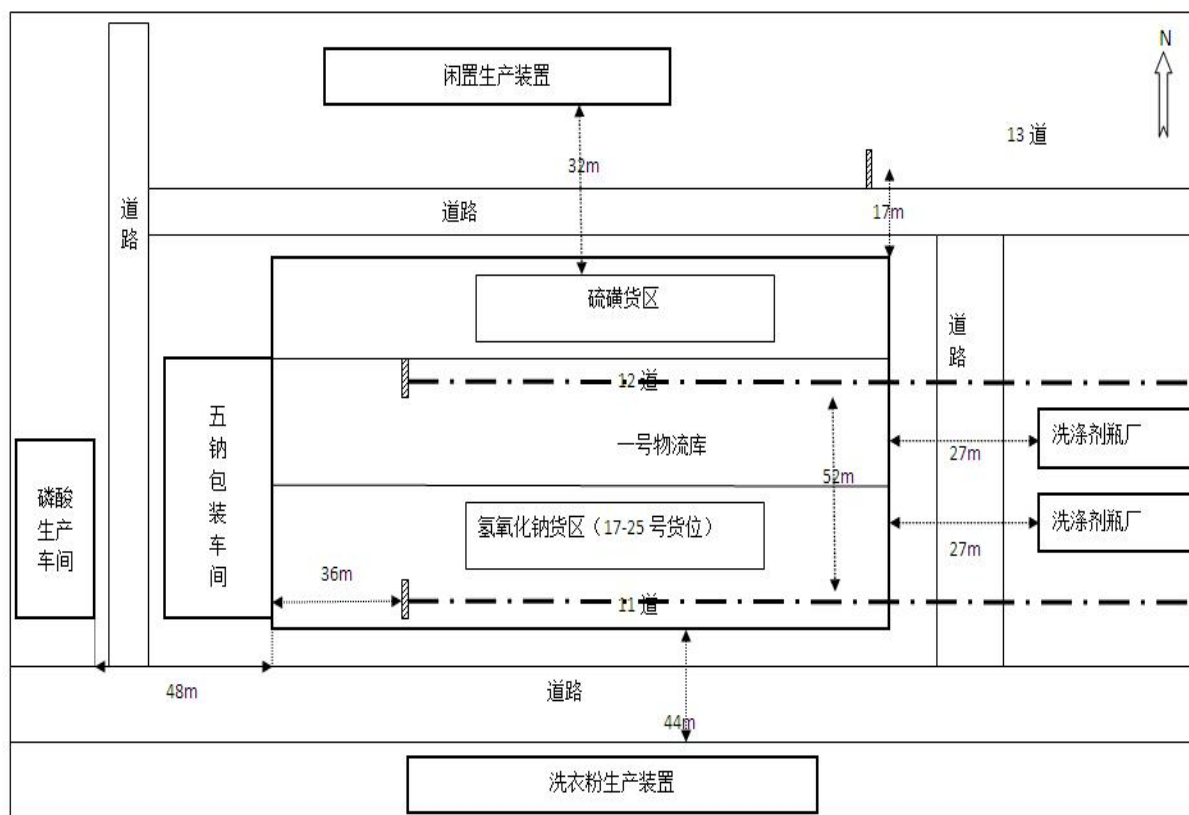 N
闲置生产装置
13 道
32m
道路
道路
17m
硫磺货区
道路
12 道
五钠包装车间
洗涤剂瓶厂
一号物流库
27m
52m
磷酸
生产
车间
氢氧化钠货区（17-25 号货位）
洗涤剂瓶厂
27m
36m
11 道
48m
道路
44m
洗衣粉生产装置